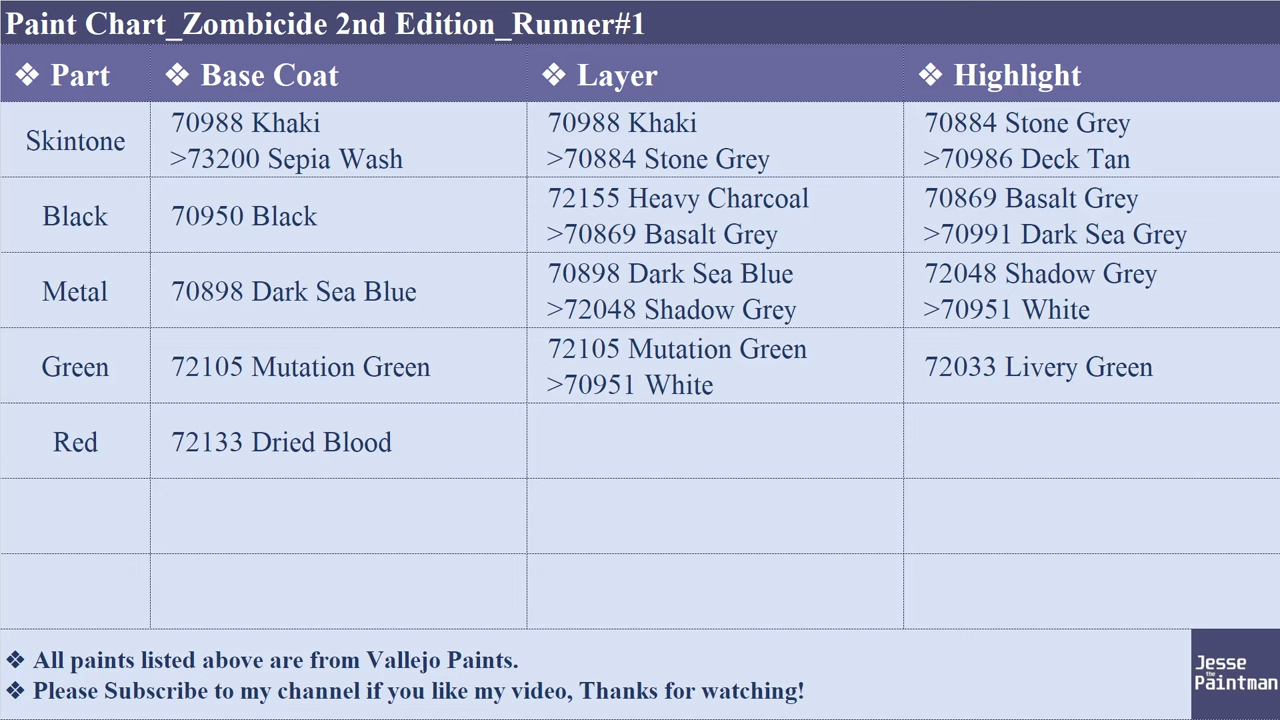 Paint Chart_Zombicide 2nd Edition_Runner#1
❖ Part ❖ Base Coat ❖ Layer ❖ Highlight
Skintone
70988 Khaki
>73200 Sepia Wash
70988 Khaki
>70884 Stone Grey
70884 Stone Grey
>70986 Deck Tan
Black
70950 Black
72155 Heavy Charcoal
>70869 Basalt Grey
70869 Basalt Grey
>70991 Dark Sea Grey
Metal
70898 Dark Sea Blue
70898 Dark Sea Blue
>72048 Shadow Grey
72048 Shadow Grey
>70951 White
Green
72105 Mutation Green
72105 Mutation Green
>70951 White
72033 Livery Green
Red
72133 Dried Blood
❖ All paints listed above are from Vallejo Paints.
❖ Please Subscribe to my channel if you like my video, Thanks for watching!
Jesse
the
Paintman